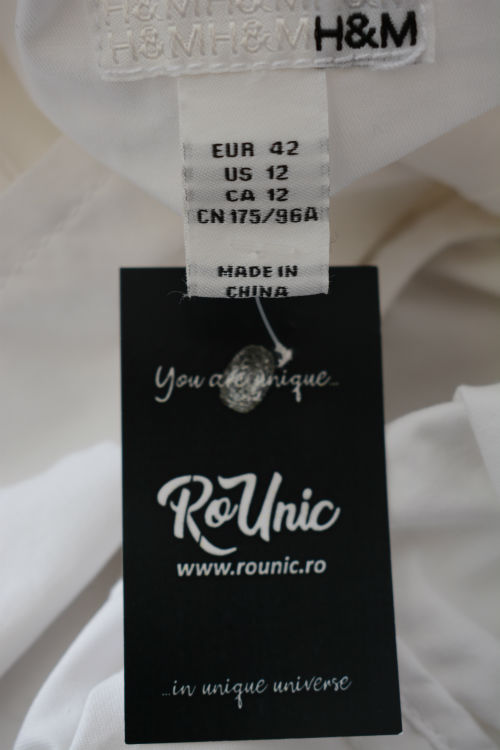 H&M H&M H&M
H&M H&M H&M
EUR 42
US 12
CA 12
CN 175/96A
MADE IN
CHINA
You are unique...
RoUnic
www.rounic.ro
...in unique universe